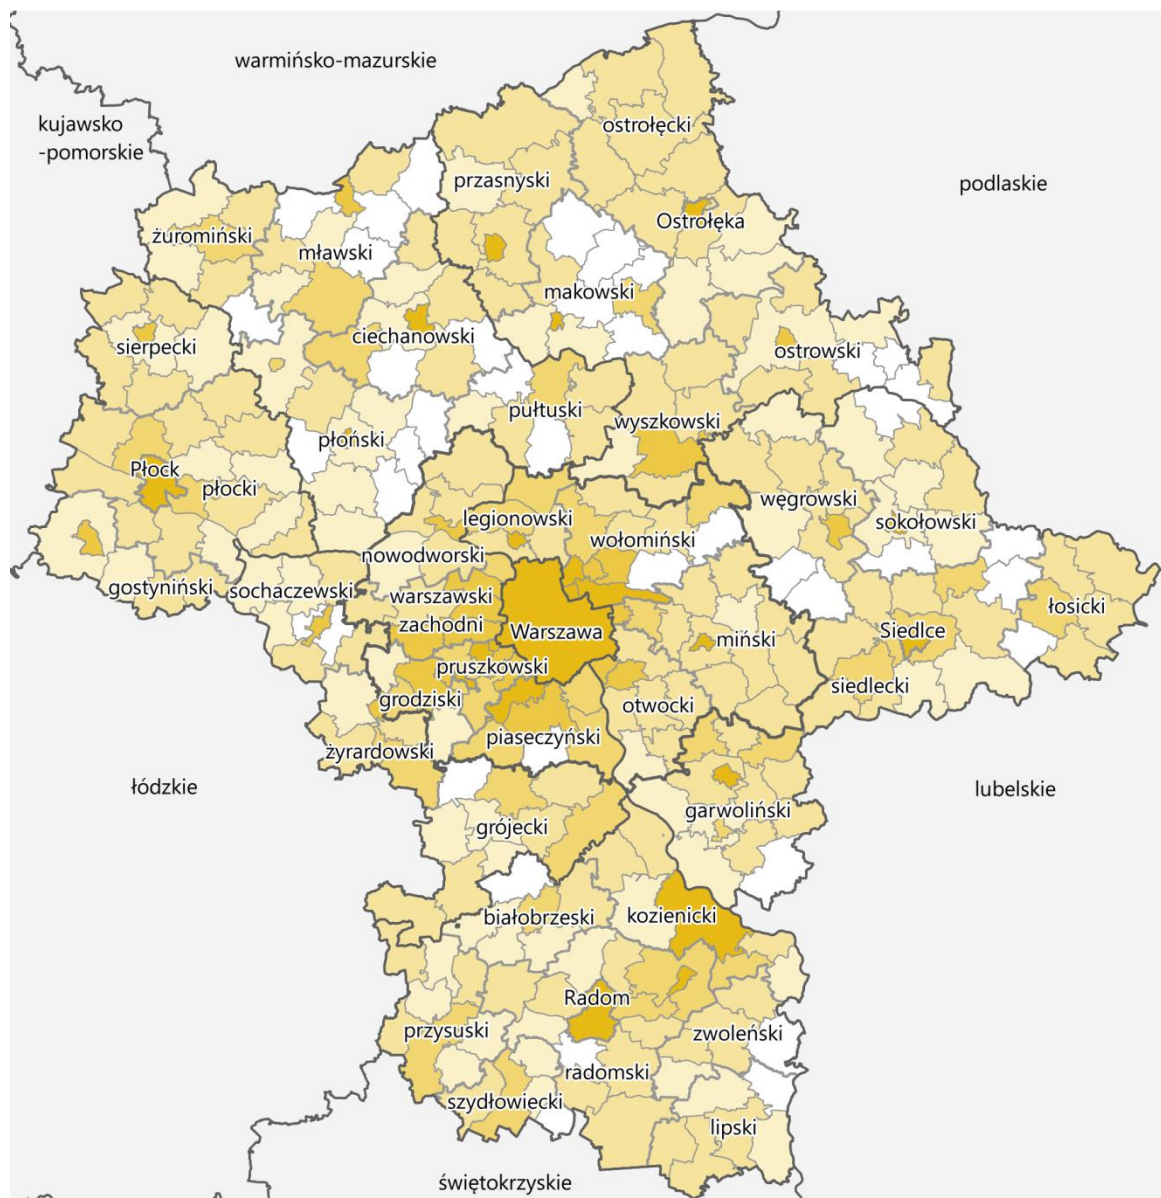 warmińsko-mazurskie
kujawsko
-pomorskie
ostrołęcki
przasnyski
podlaskie
Ostrołęka
żuromiński
mławski
makowski
ciechanowski
sierpecki
ostrowski
pułtuski
wyszkowski
płoński
Płock
płocki
węgrowski
legionowski
sokołowski
wołomiński
nowodworski
gostyniński
sochaczewski
warszawski
zachodni
łosicki
Warszawa
Siedlce
miński
pruszkowski
siedlecki
grodziski
otwocki
piaseczyński
żyrardowski
łódzkie
lubelskie
garwoliński
grójecki
białobrzeski
kozienicki
Radom
przysuski
zwoleński
radomski
szydłowiecki
lipski
świętokrzyskie